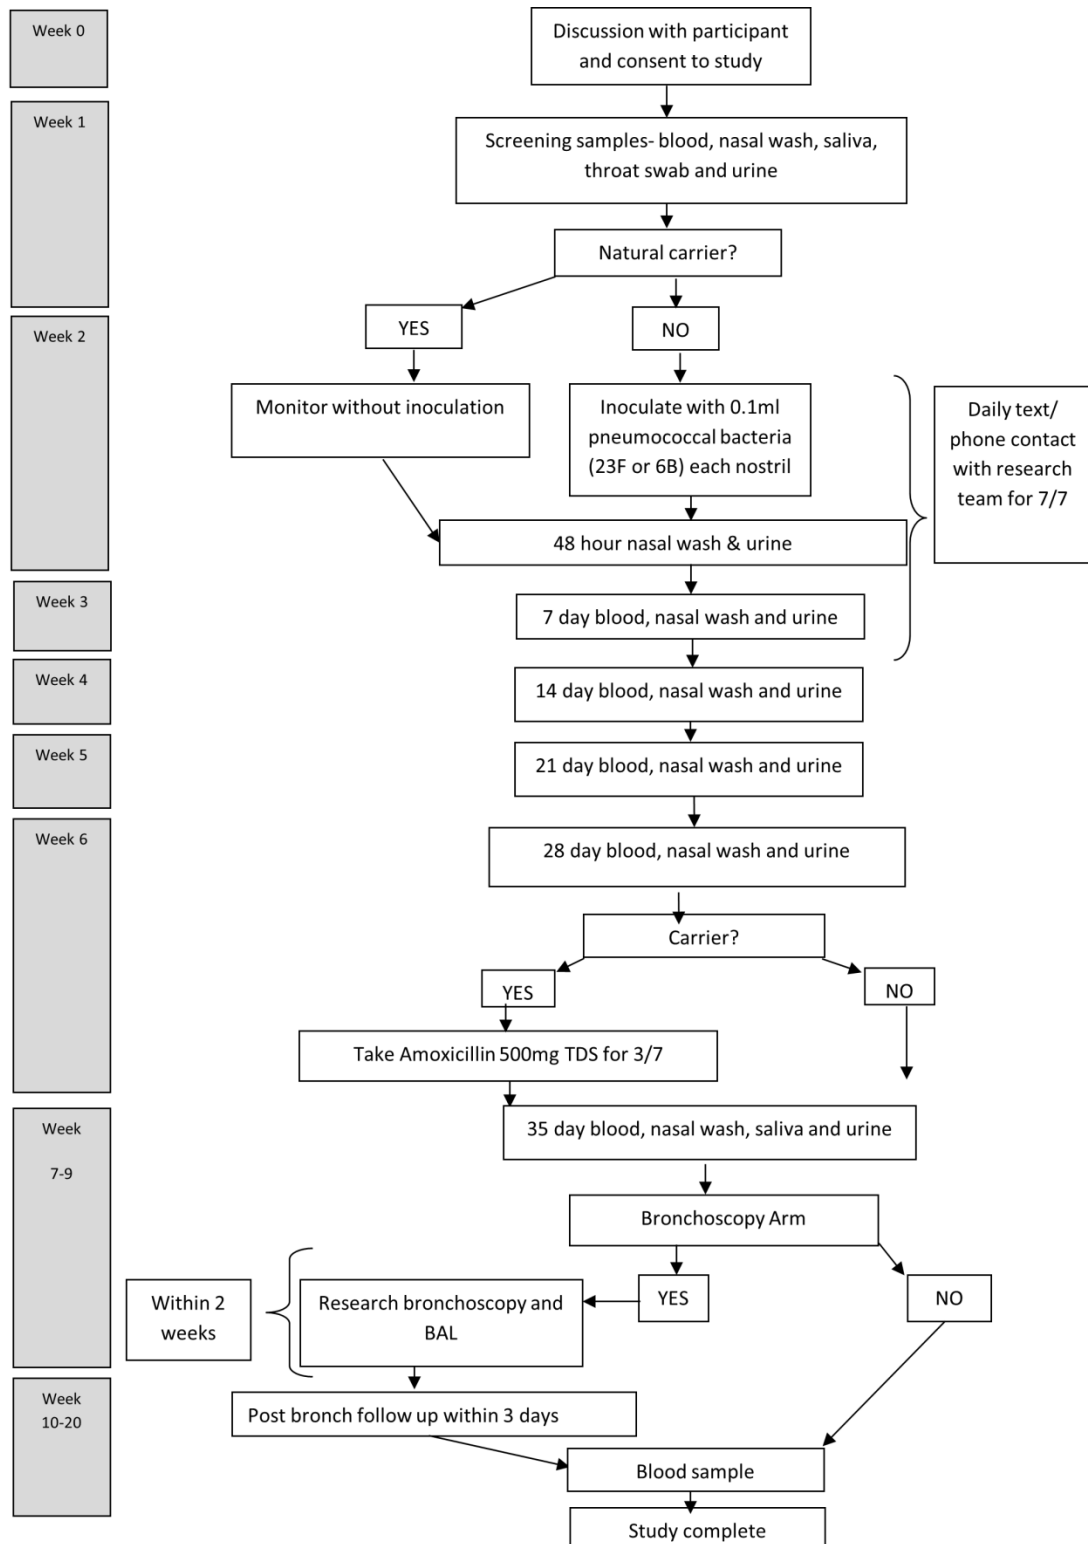 Week 0
Discussion with participant
and consent to study
Week 1
Screening samples- blood, nasal wash, saliva,
throat swab and urine
Natural carrier?
YES
NO
Week 2
Monitor without inoculation
Inoculate with 0.1ml
pneumococcal bacteria
(23F or 6B) each nostril
Daily text/
phone contact
with research
team for 7/7
48 hour nasal wash & urine
Week 3
7 day blood, nasal wash and urine
Week 4
14 day blood, nasal wash and urine
Week 5
21 day blood, nasal wash and urine
Week 6
28 day blood, nasal wash and urine
Carrier?
YES
NO
Take Amoxicillin 500mg TDS for 3/7
Week
7-9
35 day blood, nasal wash, saliva and urine
Bronchoscopy Arm
YES
NO
Within 2
weeks
Research bronchoscopy and
BAL
Week
10-20
Post bronch follow up within 3 days
Blood sample
Study complete